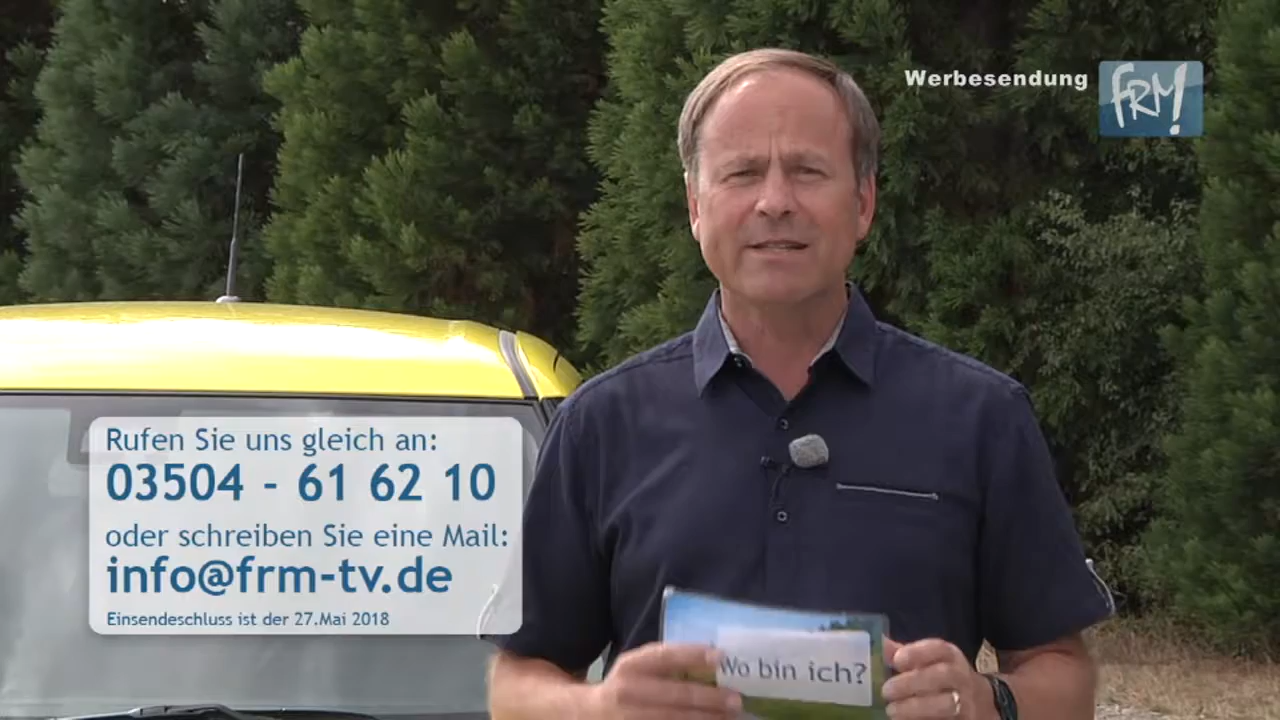 Werbesendung
FRM!
Rufen Sie uns gleich an:
03504 - 61 62 10
oder schreiben Sie eine Mail:
info@frm-tv.de
Einsendeschluss ist der 27.Mai 2018
Wo bin ich?